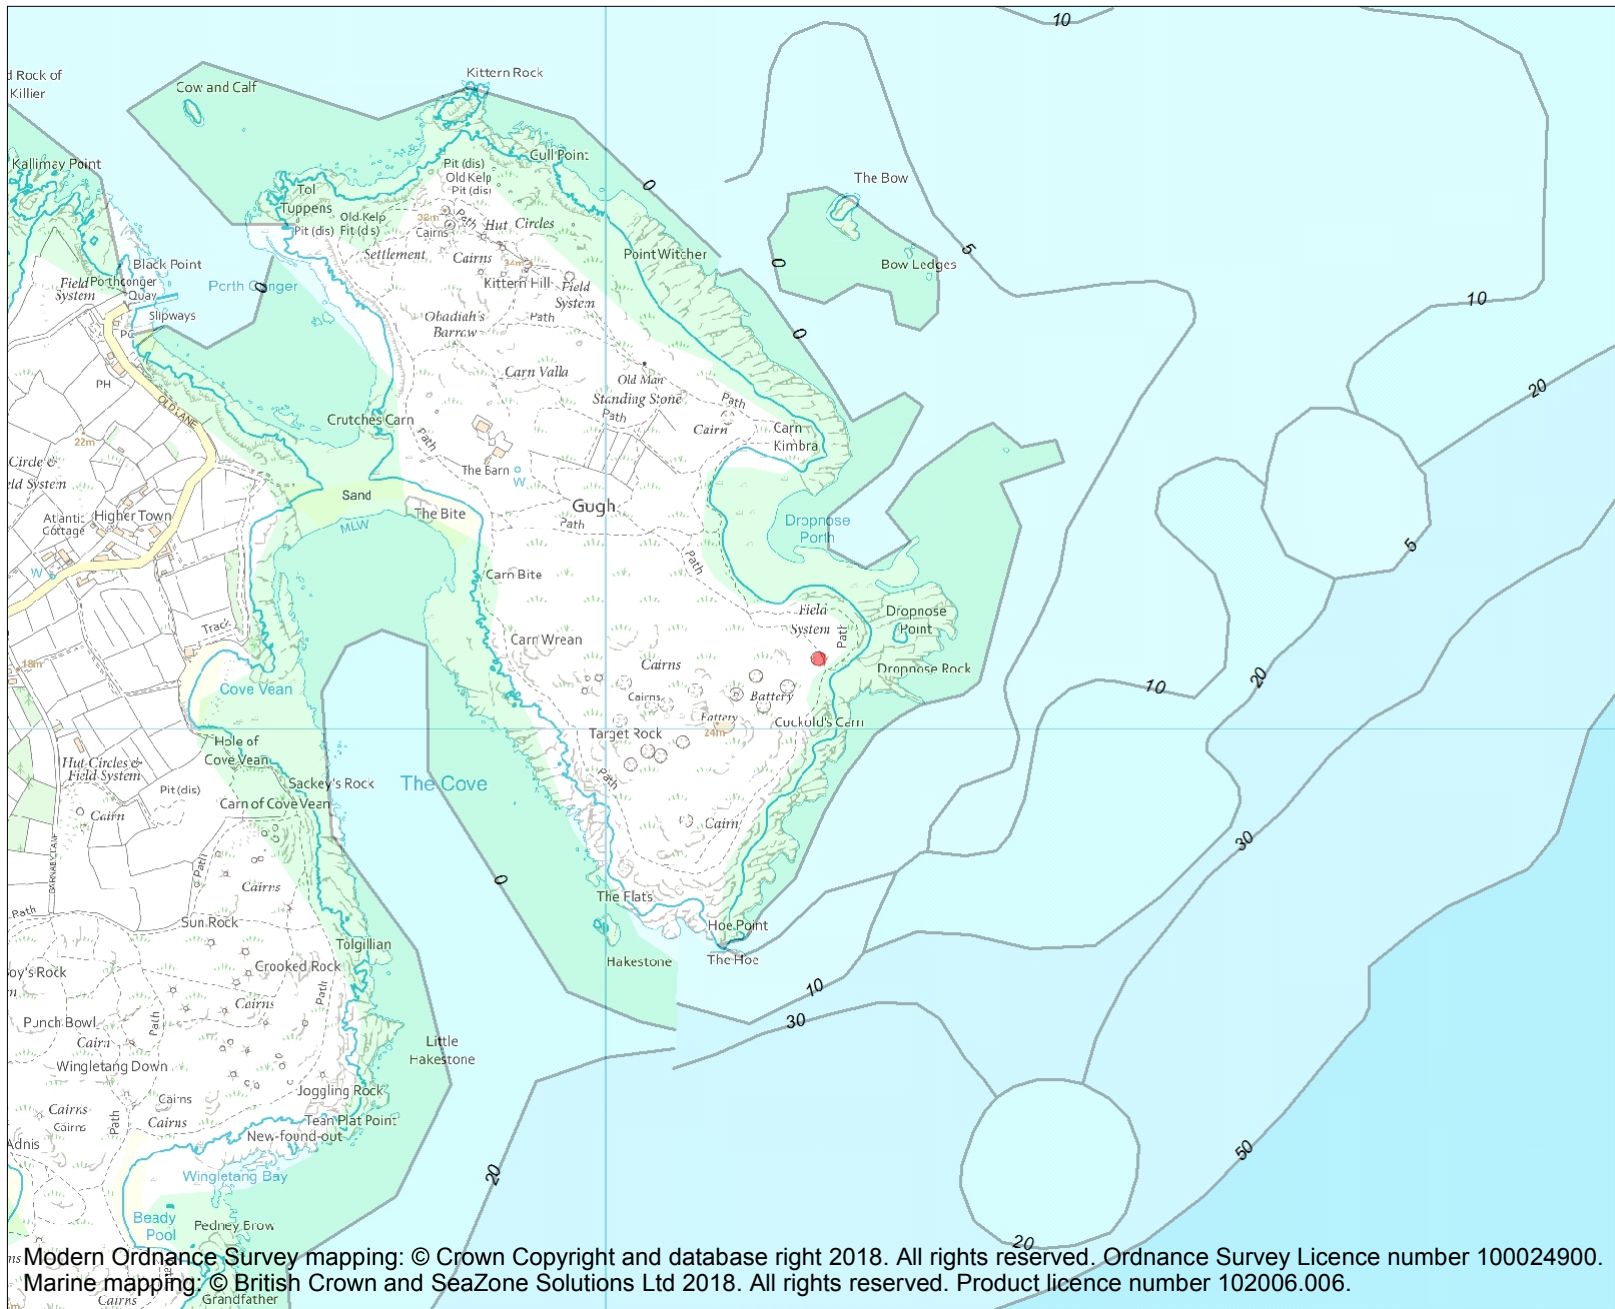 10
Kittern Rock
d Rock of
Killier
Cow and Calf
Kallimay Point
Gull Point
Pit (dis)
Old Kelp
Pit (dis)
The Bow
0
Tol
Tuppens
Old Kelp
Pit (dis)
38m
Path
Cairns
Hut Circles
5
Settlement
Cairns
34m
Point Witcher
Bow Ledges
0
Black Point
Field
System
Porthconger
Quay
Porth Conger
0
Kittern Hill
Field
System
Path
10
Slipways
Obadiah's
Barrow
0
PH
Carn Valla
Old Man
Standing Stone
Path
Path
20
OLD LANE
Crutches Carn
Path
Cairn
Carn
Kimbra
22m
Circle &
eld System
The Barn
W
Sand
Higher Town
Atlantic
Cottage
The Bite
Gugh
Path
MLW
Dropnose
Porth
5
W
Carn Bite
Path
Field
System
Path
Dropnose
Point
Track
Carn Wrean
18m
Cairns
Dropnose Rock
Cove Vean
Cairns
Battery
10
20
Battery
24m
Cuckold's Carn
Target Rock
Hole of
Cove Vean
Hut Circles &
Field System
Path
Sackey's Rock
The Cove
Pit (dis)
Carn of Cove Vean
Cairn
Cairn
30
BARNABY LANE
Path
0
Cairns
The Flats
Path
Sun Rock
Hoe Point
Tolgillian
Hakestone
The Hoe
oy's Rock
Crooked Rock
Path
10
Cairns
30
Punch Bowl
Path
Cairn
Little
Hakestone
Wingletang Down
Joggling Rock
Cairns
Cairns
Cairns
Cairns
Path
Tean Plat Point
New-found-out
Adnis
50
Wingletang Bay
20
Beady
Pool
Pedney Brow
20
Modern Ordnance Survey mapping: © Crown Copyright and database right 2018. All rights reserved. Ordnance Survey Licence number 100024900.
Marine mapping: © British Crown and SeaZone Solutions Ltd 2018. All rights reserved. Product licence number 102006.006.
Cairns
Grandfather